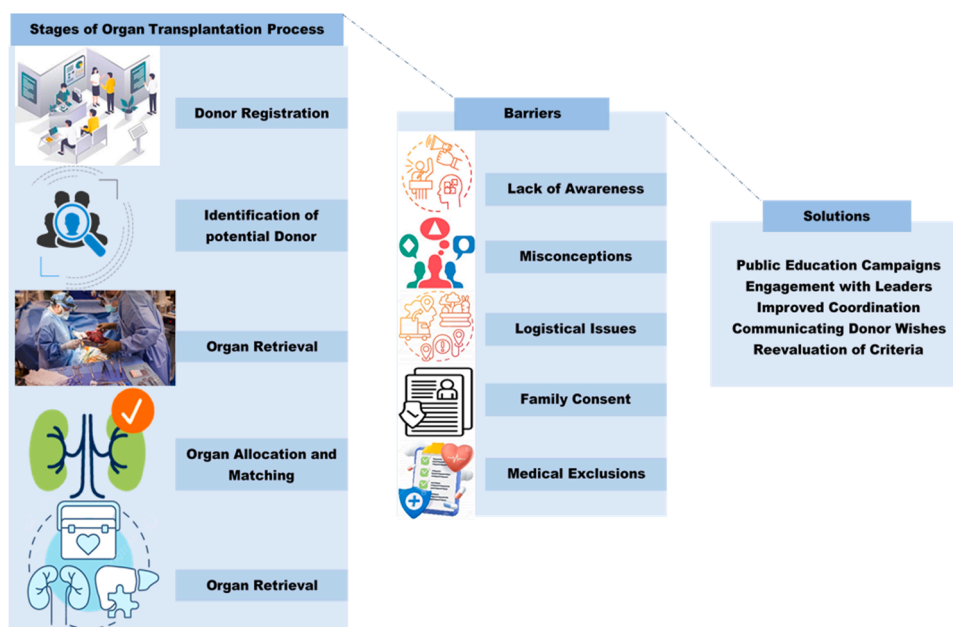 Stages of Organ Transplantation Process
Donor Registration
Identification of
potential Donor
Organ Retrieval
Organ Allocation and
Matching
Organ Retrieval
Barriers
Lack of Awareness
Misconceptions
Logistical Issues
Family Consent
Medical Exclusions
Solutions
Public Education Campaigns
Engagement with Leaders
Improved Coordination
Communicating Donor Wishes
Reevaluation of Criteria